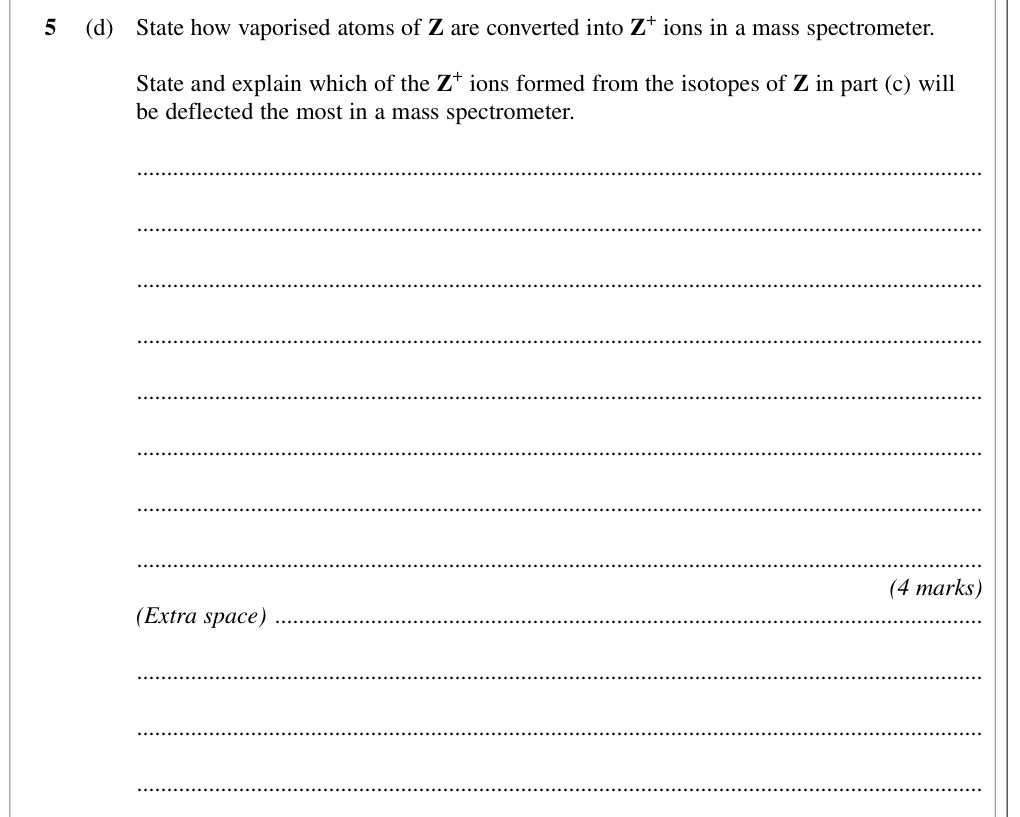 5 (d) State how vaporised atoms of Z are converted into Z⁺ ions in a mass spectrometer.
State and explain which of the Z⁺ ions formed from the isotopes of Z in part (c) will
be deflected the most in a mass spectrometer.
(4 marks)
(Extra space)